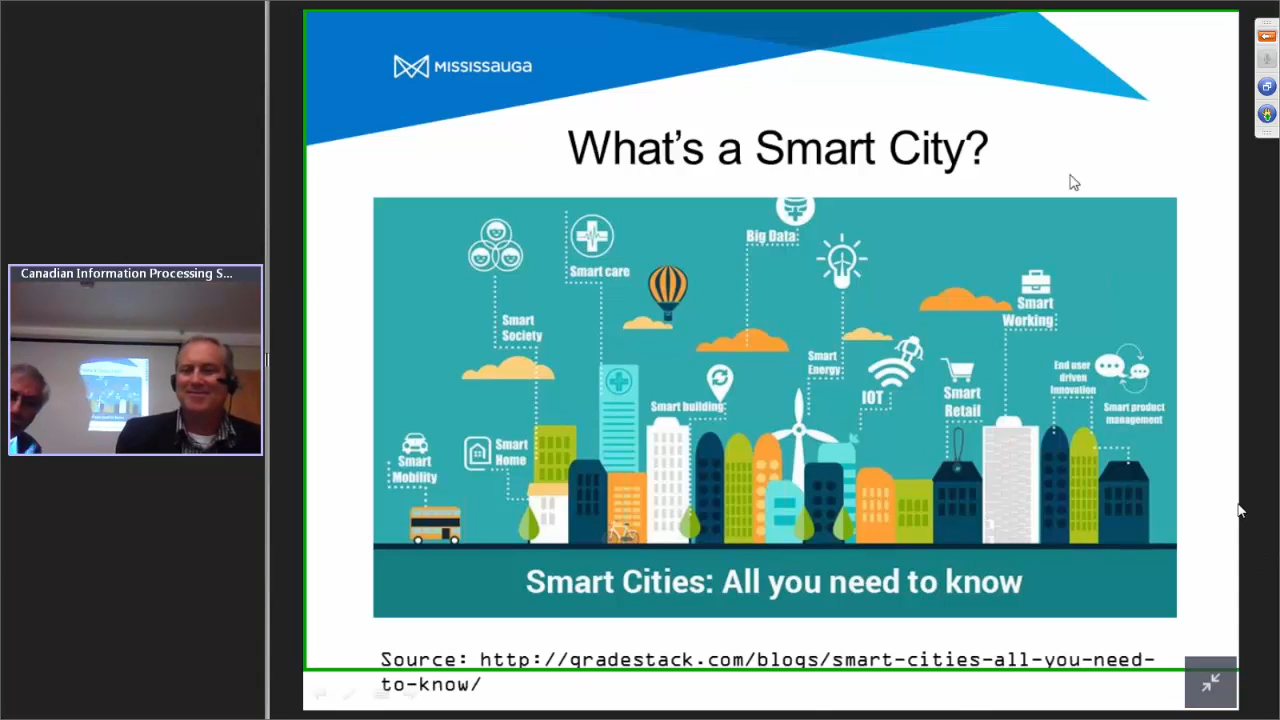 MISSISSAUGA
What's a Smart City?
Canadian Information Processing S...
Big Data
Smart care
Smart
Working
Smart
Society
Smart
Energy
End user
driven
Innovation
IOT
Smart
Retail
Smart building
Smart product
management
Smart
Home
Smart
Mobility
Smart Cities: All you need to know
Source: http://gradestack.com/blogs/smart-cities-all-you-need-
to-know/